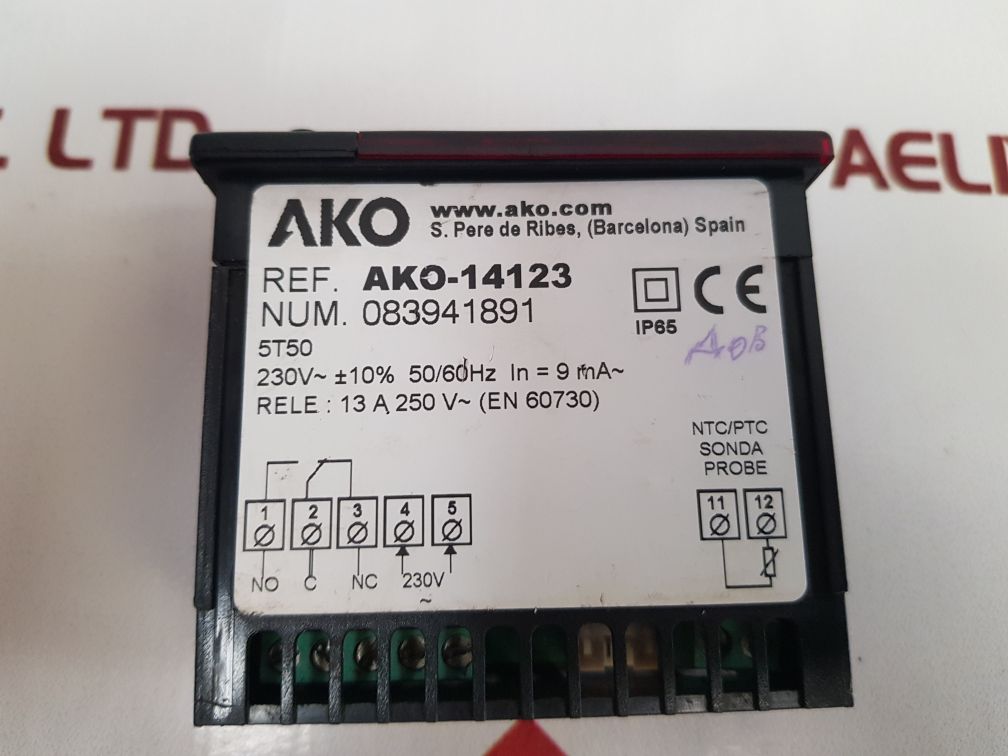 LTD
AELI
AKO
www.ako.com
S. Pere de Ribes, (Barcelona) Spain
REF. AKO-14123
NUM. 083941891
5T50
230V~ ±10% 50/60Hz In = 9 mA~
RELE : 13 A 250 V~ (EN 60730)
CE
IP65
NTC/PTC
SONDA
PROBE
1 2 3 4 5
11 12
NO C NC 230V
~